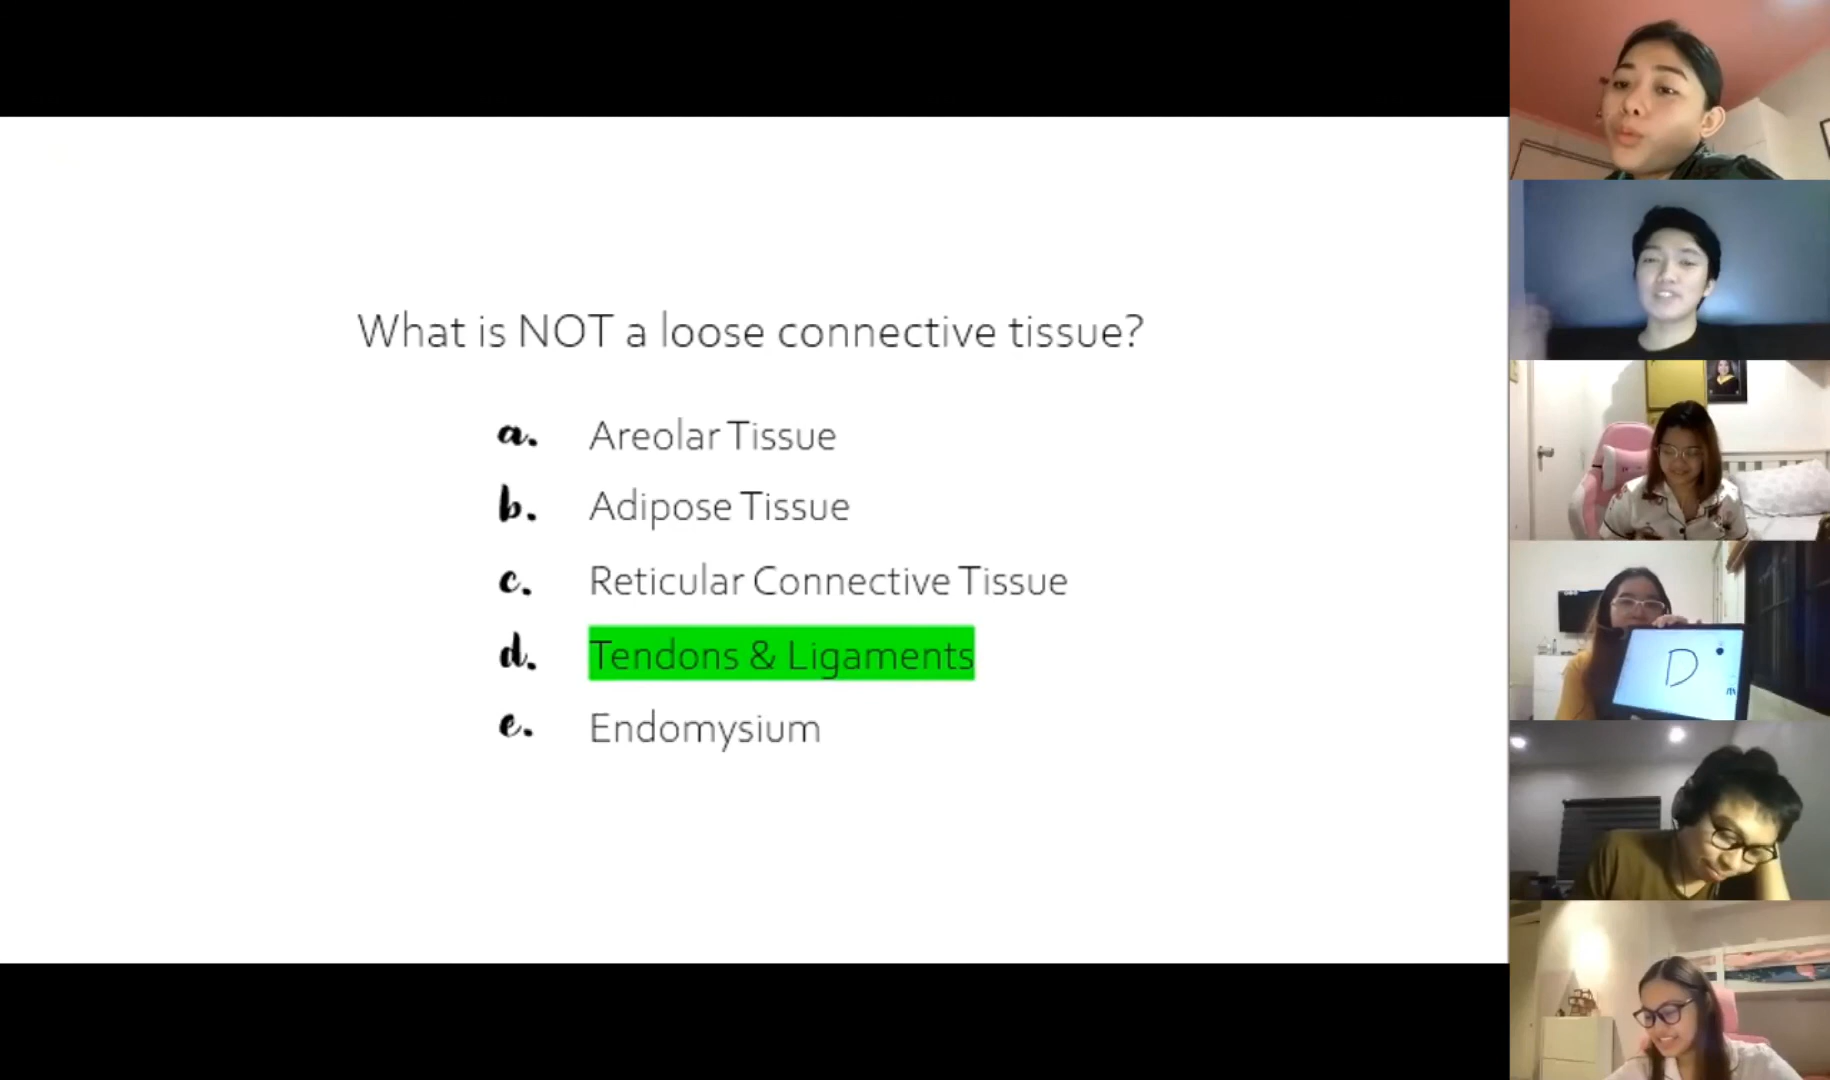 What is NOT a loose connective tissue?
a. Areolar Tissue
b. Adipose Tissue
c. Reticular Connective Tissue
d. Tendons & Ligaments
e. Endomysium
D